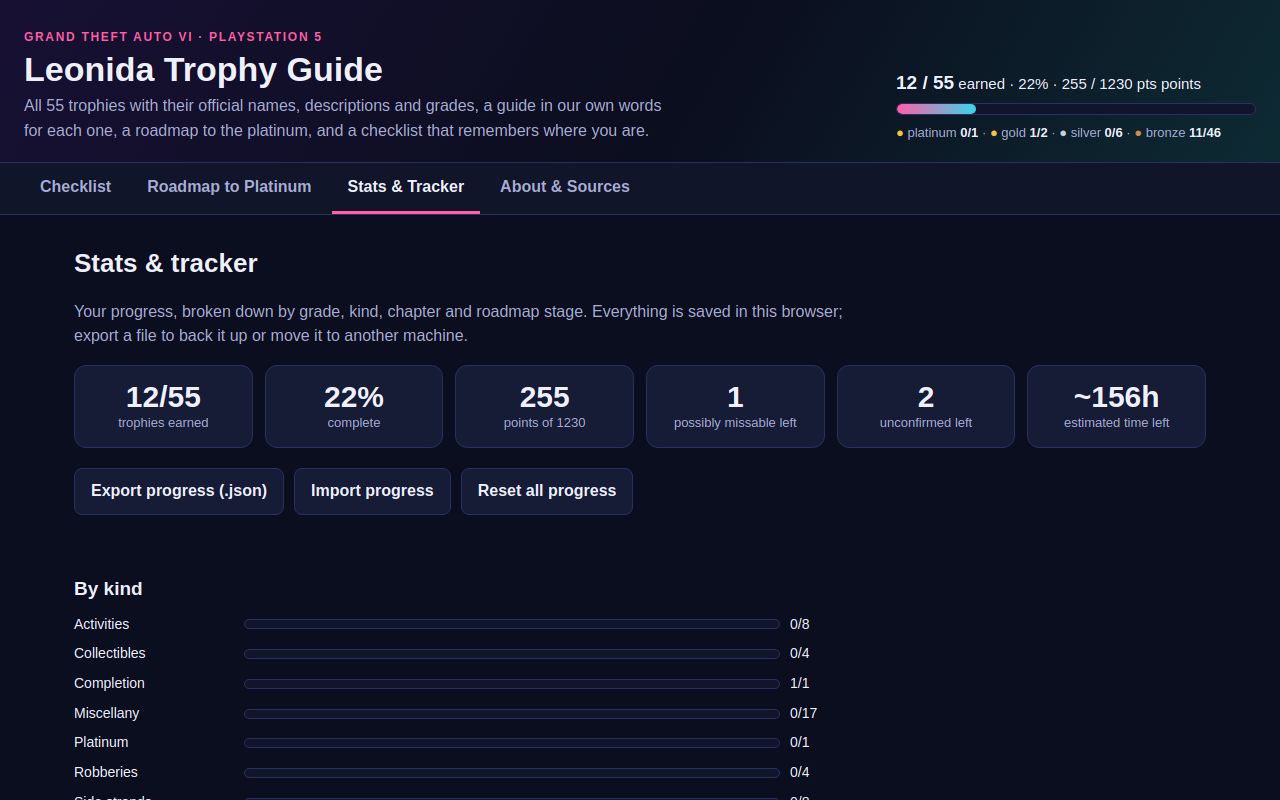 GRAND THEFT AUTO VI · PLAYSTATION 5
Leonida Trophy Guide
All 55 trophies with their official names, descriptions and grades, a guide in our own words
for each one, a roadmap to the platinum, and a checklist that remembers where you are.
12 / 55 earned · 22% · 255 / 1230 pts points
● platinum 0/1 · ● gold 1/2 · ● silver 0/6 · ● bronze 11/46
Checklist Roadmap to Platinum Stats & Tracker About & Sources
Stats & tracker
Your progress, broken down by grade, kind, chapter and roadmap stage. Everything is saved in this browser;
export a file to back it up or move it to another machine.
12/55 22% 255 1 2 ~156h
trophies earned complete points of 1230 possibly missable left unconfirmed left estimated time left
Export progress (.json) Import progress Reset all progress
By kind
Activities 0/8
Collectibles 0/4
Completion 1/1
Miscellany 0/17
Platinum 0/1
Robberies 0/4